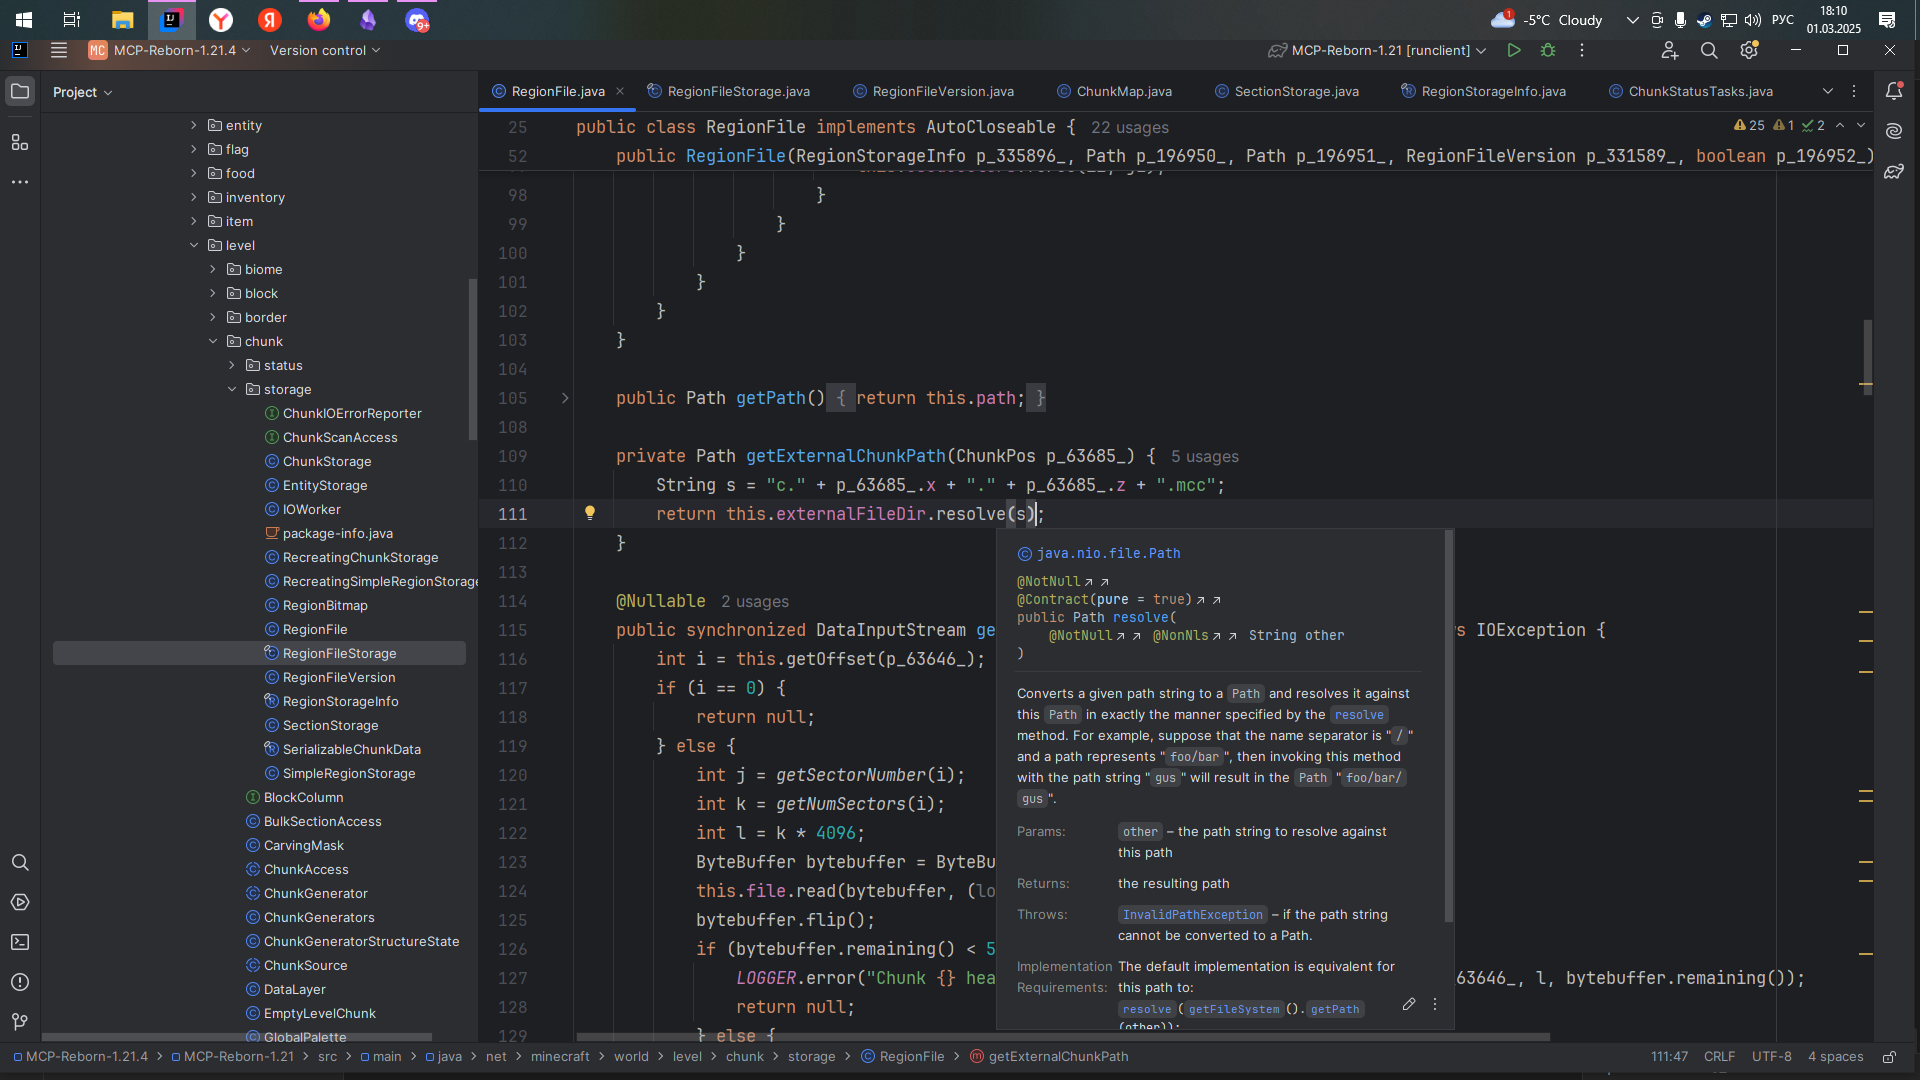 -5°C Cloudy
РУС
18:10
01.03.2025
MC MCP-Reborn-1.21.4
Version control
MCP-Reborn-1.21 [runclient]
Project
RegionFile.java
RegionFileStorage.java
RegionFileVersion.java
ChunkMap.java
SectionStorage.java
RegionStorageInfo.java
ChunkStatusTasks.java
entity
flag
food
inventory
item
level
biome
block
border
chunk
status
storage
ChunkIOErrorReporter
ChunkScanAccess
ChunkStorage
EntityStorage
IOWorker
package-info.java
RecreatingChunkStorage
RecreatingSimpleRegionStorage
RegionBitmap
RegionFile
RegionFileStorage
RegionFileVersion
RegionStorageInfo
SectionStorage
SerializableChunkData
SimpleRegionStorage
BlockColumn
BulkSectionAccess
CarvingMask
ChunkAccess
ChunkGenerator
ChunkGenerators
ChunkGeneratorStructureState
ChunkSource
DataLayer
EmptyLevelChunk
GlobalPalette
25 public class RegionFile implements AutoCloseable { 22 usages
25 1 2
52 public RegionFile(RegionStorageInfo p_335896_, Path p_196950_, Path p_196951_, RegionFileVersion p_331589_, boolean p_196952_)
98 }
99 }
100 }
101 }
102 }
103 }
104
105 public Path getPath() { return this.path; }
108
109 private Path getExternalChunkPath(ChunkPos p_63685_) { 5 usages
110 String s = "c." + p_63685_.x + "." + p_63685_.z + ".mcc";
111 return this.externalFileDir.resolve(s);
112 }
113
114 @Nullable 2 usages
115 public synchronized DataInputStream ge s IOException {
116 int i = this.getOffset(p_63646_);
117 if (i == 0) {
118 return null;
119 } else {
120 int j = getSectorNumber(i);
121 int k = getNumSectors(i);
122 int l = k * 4096;
123 ByteBuffer bytebuffer = ByteBu
124 this.file.read(bytebuffer, (lo
125 bytebuffer.flip();
126 if (bytebuffer.remaining() < 5
127 LOGGER.error("Chunk {} hea 63646_, l, bytebuffer.remaining());
128 return null;
129 } else {
java.nio.file.Path
@NotNull
@Contract(pure = true)
public Path resolve(
@NotNull @NonNls String other
)
Converts a given path string to a Path and resolves it against
this Path in exactly the manner specified by the resolve
method. For example, suppose that the name separator is "/"
and a path represents "foo/bar", then invoking this method
with the path string "gus" will result in the Path "foo/bar/
gus".
Params: other – the path string to resolve against
this path
Returns: the resulting path
Throws: InvalidPathException – if the path string
cannot be converted to a Path.
Implementation Requirements: The default implementation is equivalent for
this path to:
resolve(getFileSystem().getPath
(other));
MCP-Reborn-1.21.4 > MCP-Reborn-1.21 > src > main > java > net > minecraft > world > level > chunk > storage > RegionFile > getExternalChunkPath
111:47 CRLF UTF-8 4 spaces